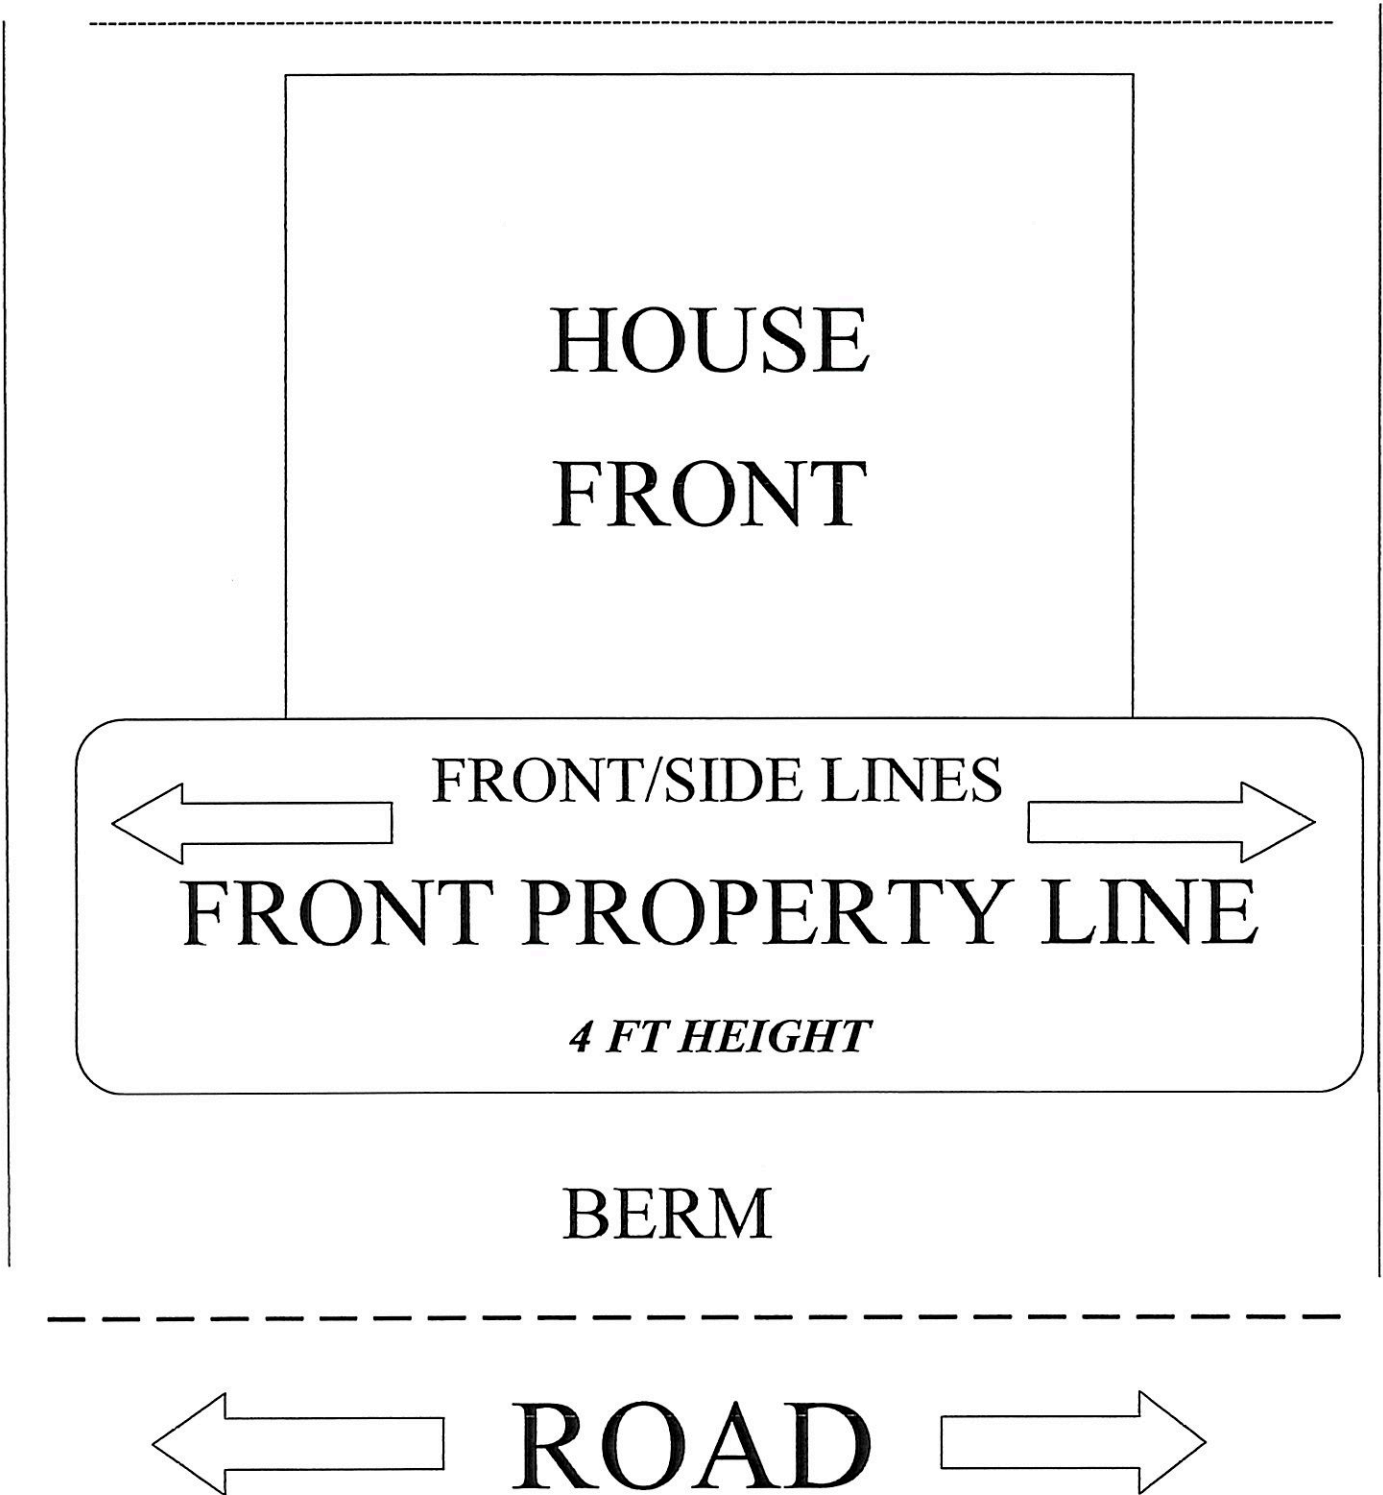 HOUSE
FRONT
FRONT/SIDE LINES
FRONT PROPERTY LINE
4 FT HEIGHT
BERM
ROAD